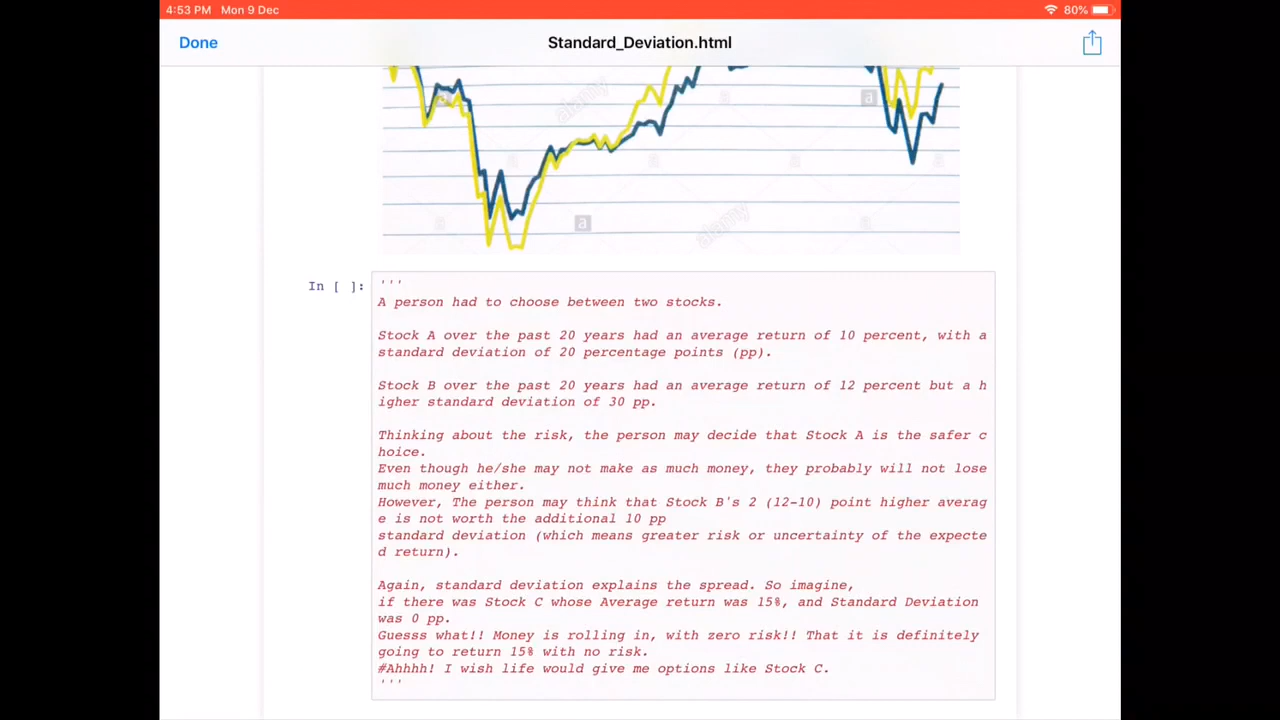 4:53 PM Mon 9 Dec
80%
Done
Standard_Deviation.html
alamy
a
a
a
a
a
a
a
a
a
alamy
a
In [ ]:
'''
A person had to choose between two stocks.
Stock A over the past 20 years had an average return of 10 percent, with a
standard deviation of 20 percentage points (pp).
Stock B over the past 20 years had an average return of 12 percent but a h
igher standard deviation of 30 pp.
Thinking about the risk, the person may decide that Stock A is the safer c
hoice.
Even though he/she may not make as much money, they probably will not lose
much money either.
However, The person may think that Stock B's 2 (12-10) point higher averag
e is not worth the additional 10 pp
standard deviation (which means greater risk or uncertainty of the expecte
d return).
Again, standard deviation explains the spread. So imagine,
if there was Stock C whose Average return was 15%, and Standard Deviation
was 0 pp.
Guesss what!! Money is rolling in, with zero risk!! That it is definitely
going to return 15% with no risk.
#Ahhhh! I wish life would give me options like Stock C.
'''